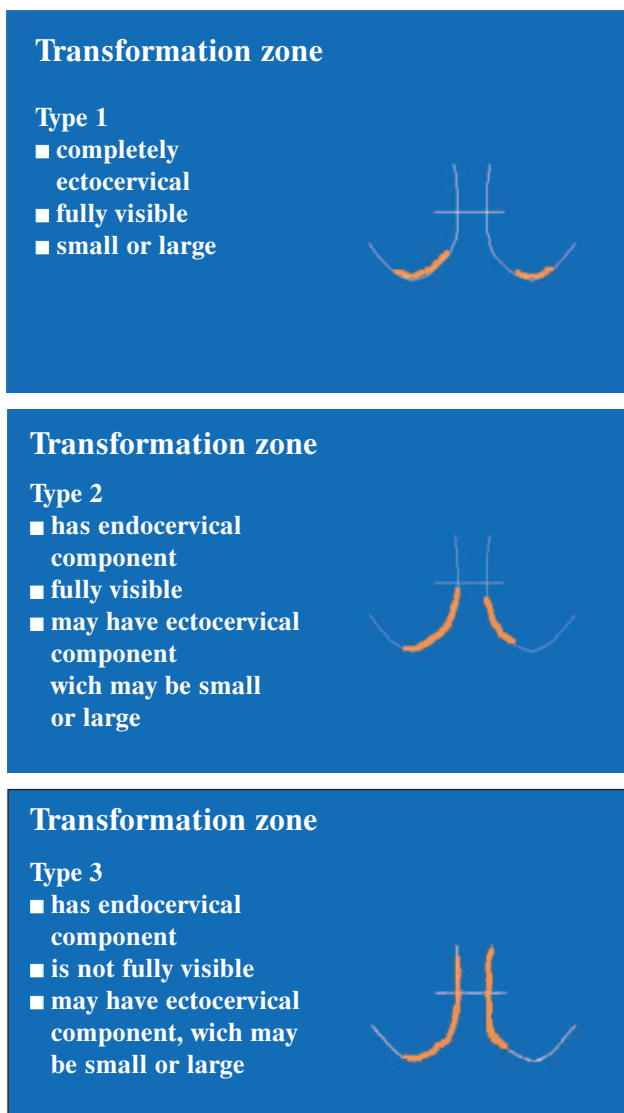 Transformation zone
Type 1
■ completely
ectocervical
■ fully visible
■ small or large
Transformation zone
Type 2
■ has endocervical
component
■ fully visible
■ may have ectocervical
component
wich may be small
or large
Transformation zone
Type 3
■ has endocervical
component
■ is not fully visible
■ may have ectocervical
component, wich may
be small or large